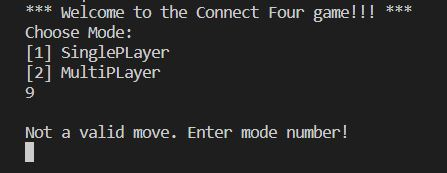 *** Welcome to the Connect Four game!!! ***
Choose Mode:
[1] SinglePLayer
[2] MultiPLayer
9
Not a valid move. Enter mode number!